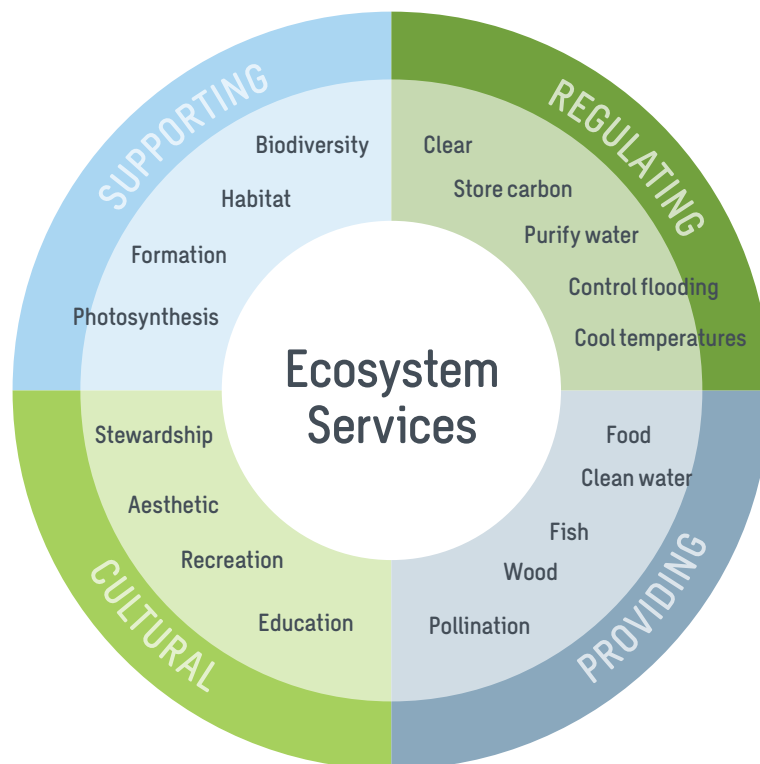 SUPPORTING
Biodiversity
Habitat
Formation
Photosynthesis
REGULATING
Clear
Store carbon
Purify water
Control flooding
Cool temperatures
Ecosystem
Services
CULTURAL
Stewardship
Aesthetic
Recreation
Education
PROVIDING
Food
Clean water
Fish
Wood
Pollination